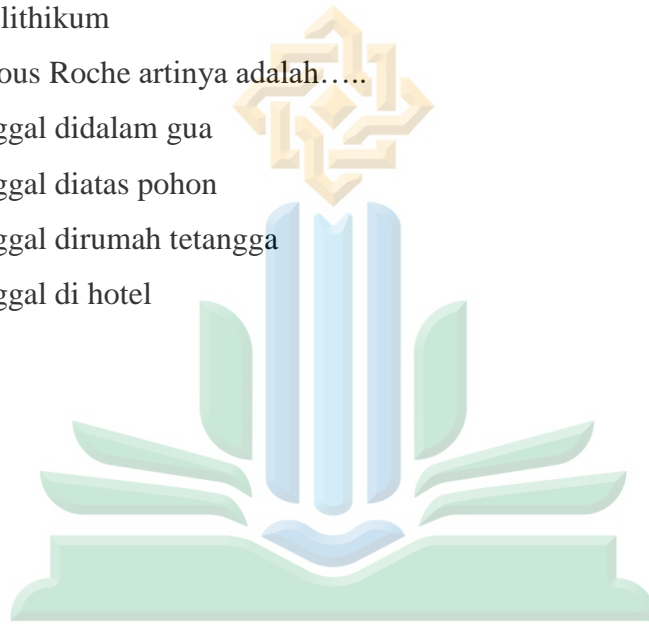 lithikum
ous Roche artinya adalah…..
ggal didalam gua
ggal diatas pohon
ggal dirumah tetangga
ggal di hotel